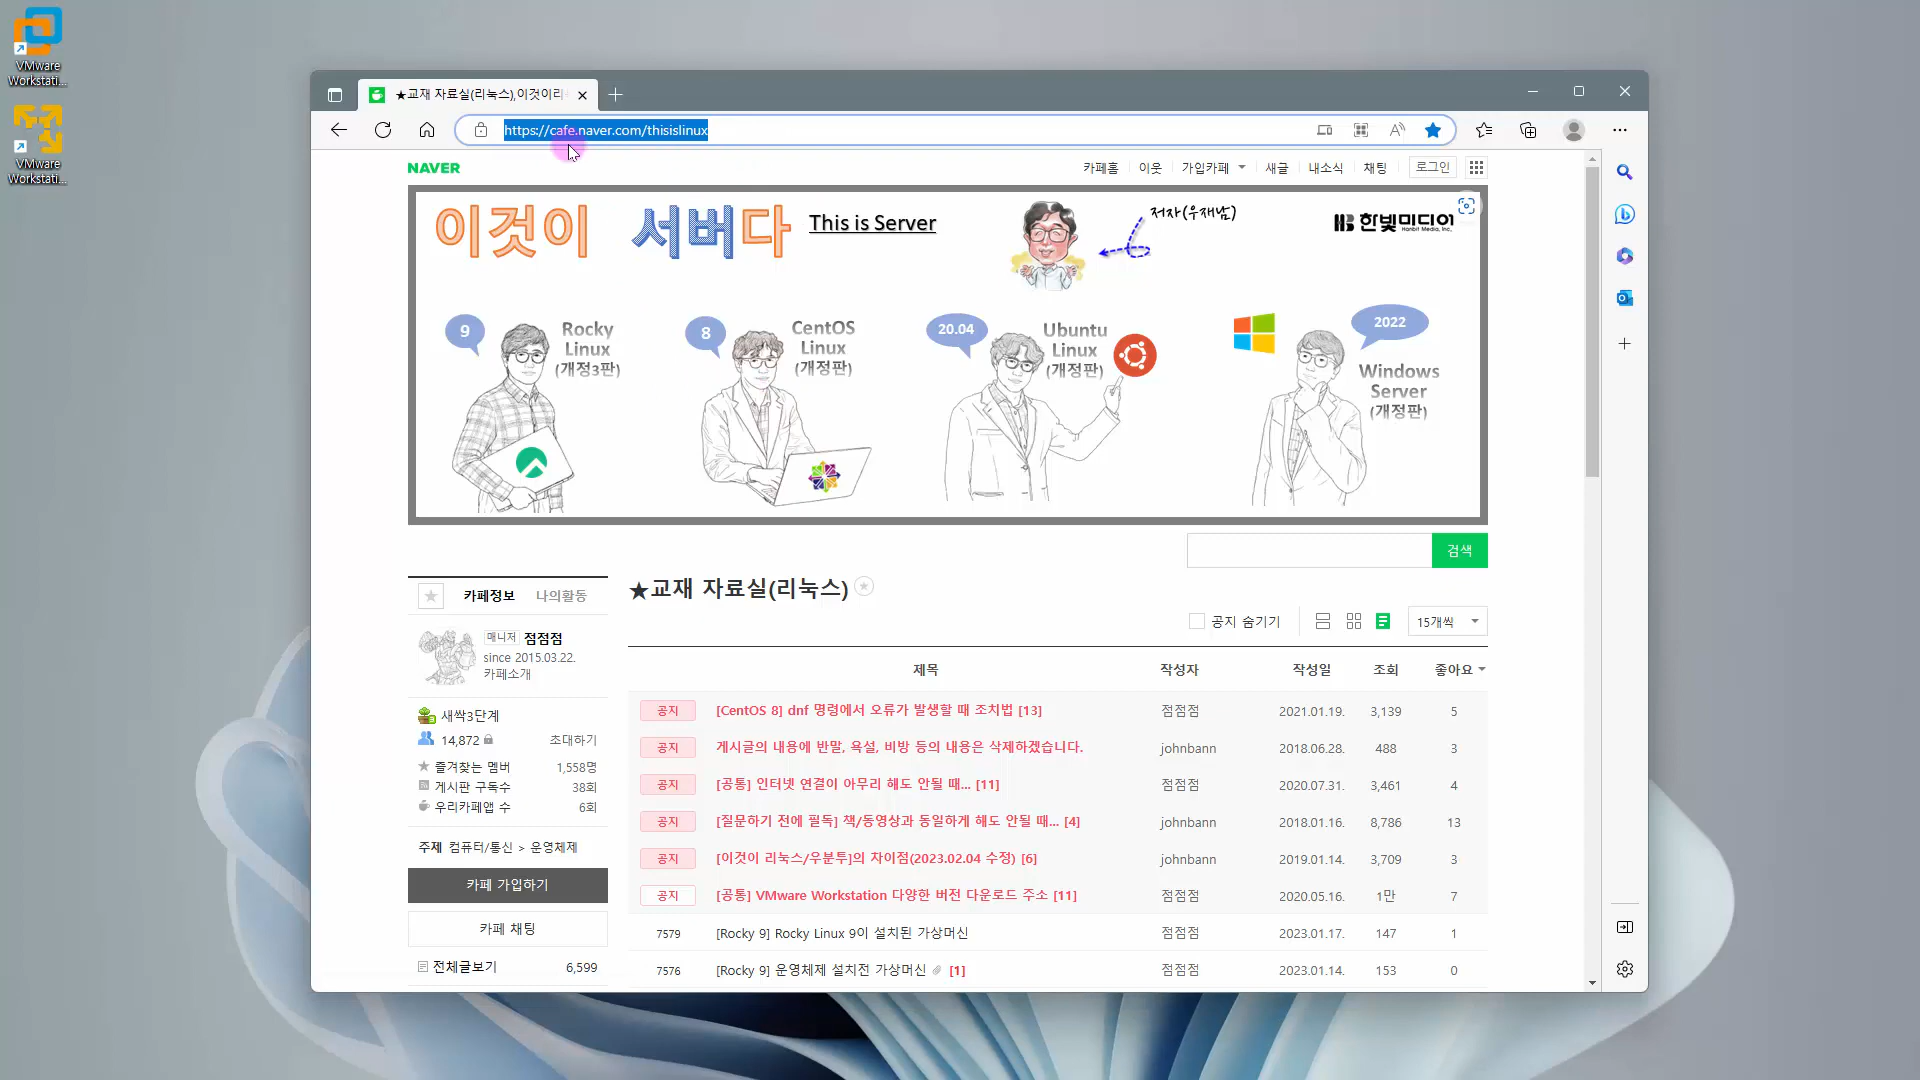 VMware
Workstati...
VMware
Workstati...
★교재 자료실(리눅스),이것이리
https://cafe.naver.com/thisislinux
NAVER
카페홈 이웃 가입카페 새글 내소식 채팅 로그인
이것이 서버다 This is Server
저자(우재남)
한빛미디어
Hanbit Media, Inc.
9
Rocky
Linux
(개정3판)
8
CentOS
Linux
(개정판)
20.04
Ubuntu
Linux
(개정판)
2022
Windows
Server
(개정판)
검색
카페정보 나의활동
매니저 점점점
since 2015.03.22.
카페소개
새싹3단계
14,872 초대하기
즐겨찾는 멤버 1,558명
게시판 구독수 38회
우리카페앱 수 6회
주제 컴퓨터/통신 > 운영체제
카페 가입하기
카페 채팅
전체글보기 6,599
★교재 자료실(리눅스)
공지 숨기기 15개씩
제목 작성자 작성일 조회 좋아요
공지 [CentOS 8] dnf 명령에서 오류가 발생할 때 조치법 [13] 점점점 2021.01.19. 3,139 5
공지 게시글의 내용에 반말, 욕설, 비방 등의 내용은 삭제하겠습니다. johnbann 2018.06.28. 488 3
공지 [공통] 인터넷 연결이 아무리 해도 안될 때... [11] 점점점 2020.07.31. 3,461 4
공지 [질문하기 전에 필독] 책/동영상과 동일하게 해도 안될 때... [4] johnbann 2018.01.16. 8,786 13
공지 [이것이 리눅스/우분투]의 차이점(2023.02.04 수정) [6] johnbann 2019.01.14. 3,709 3
공지 [공통] VMware Workstation 다양한 버전 다운로드 주소 [11] 점점점 2020.05.16. 1만 7
7579 [Rocky 9] Rocky Linux 9이 설치된 가상머신 점점점 2023.01.17. 147 1
7576 [Rocky 9] 운영체제 설치전 가상머신 [1] 점점점 2023.01.14. 153 0